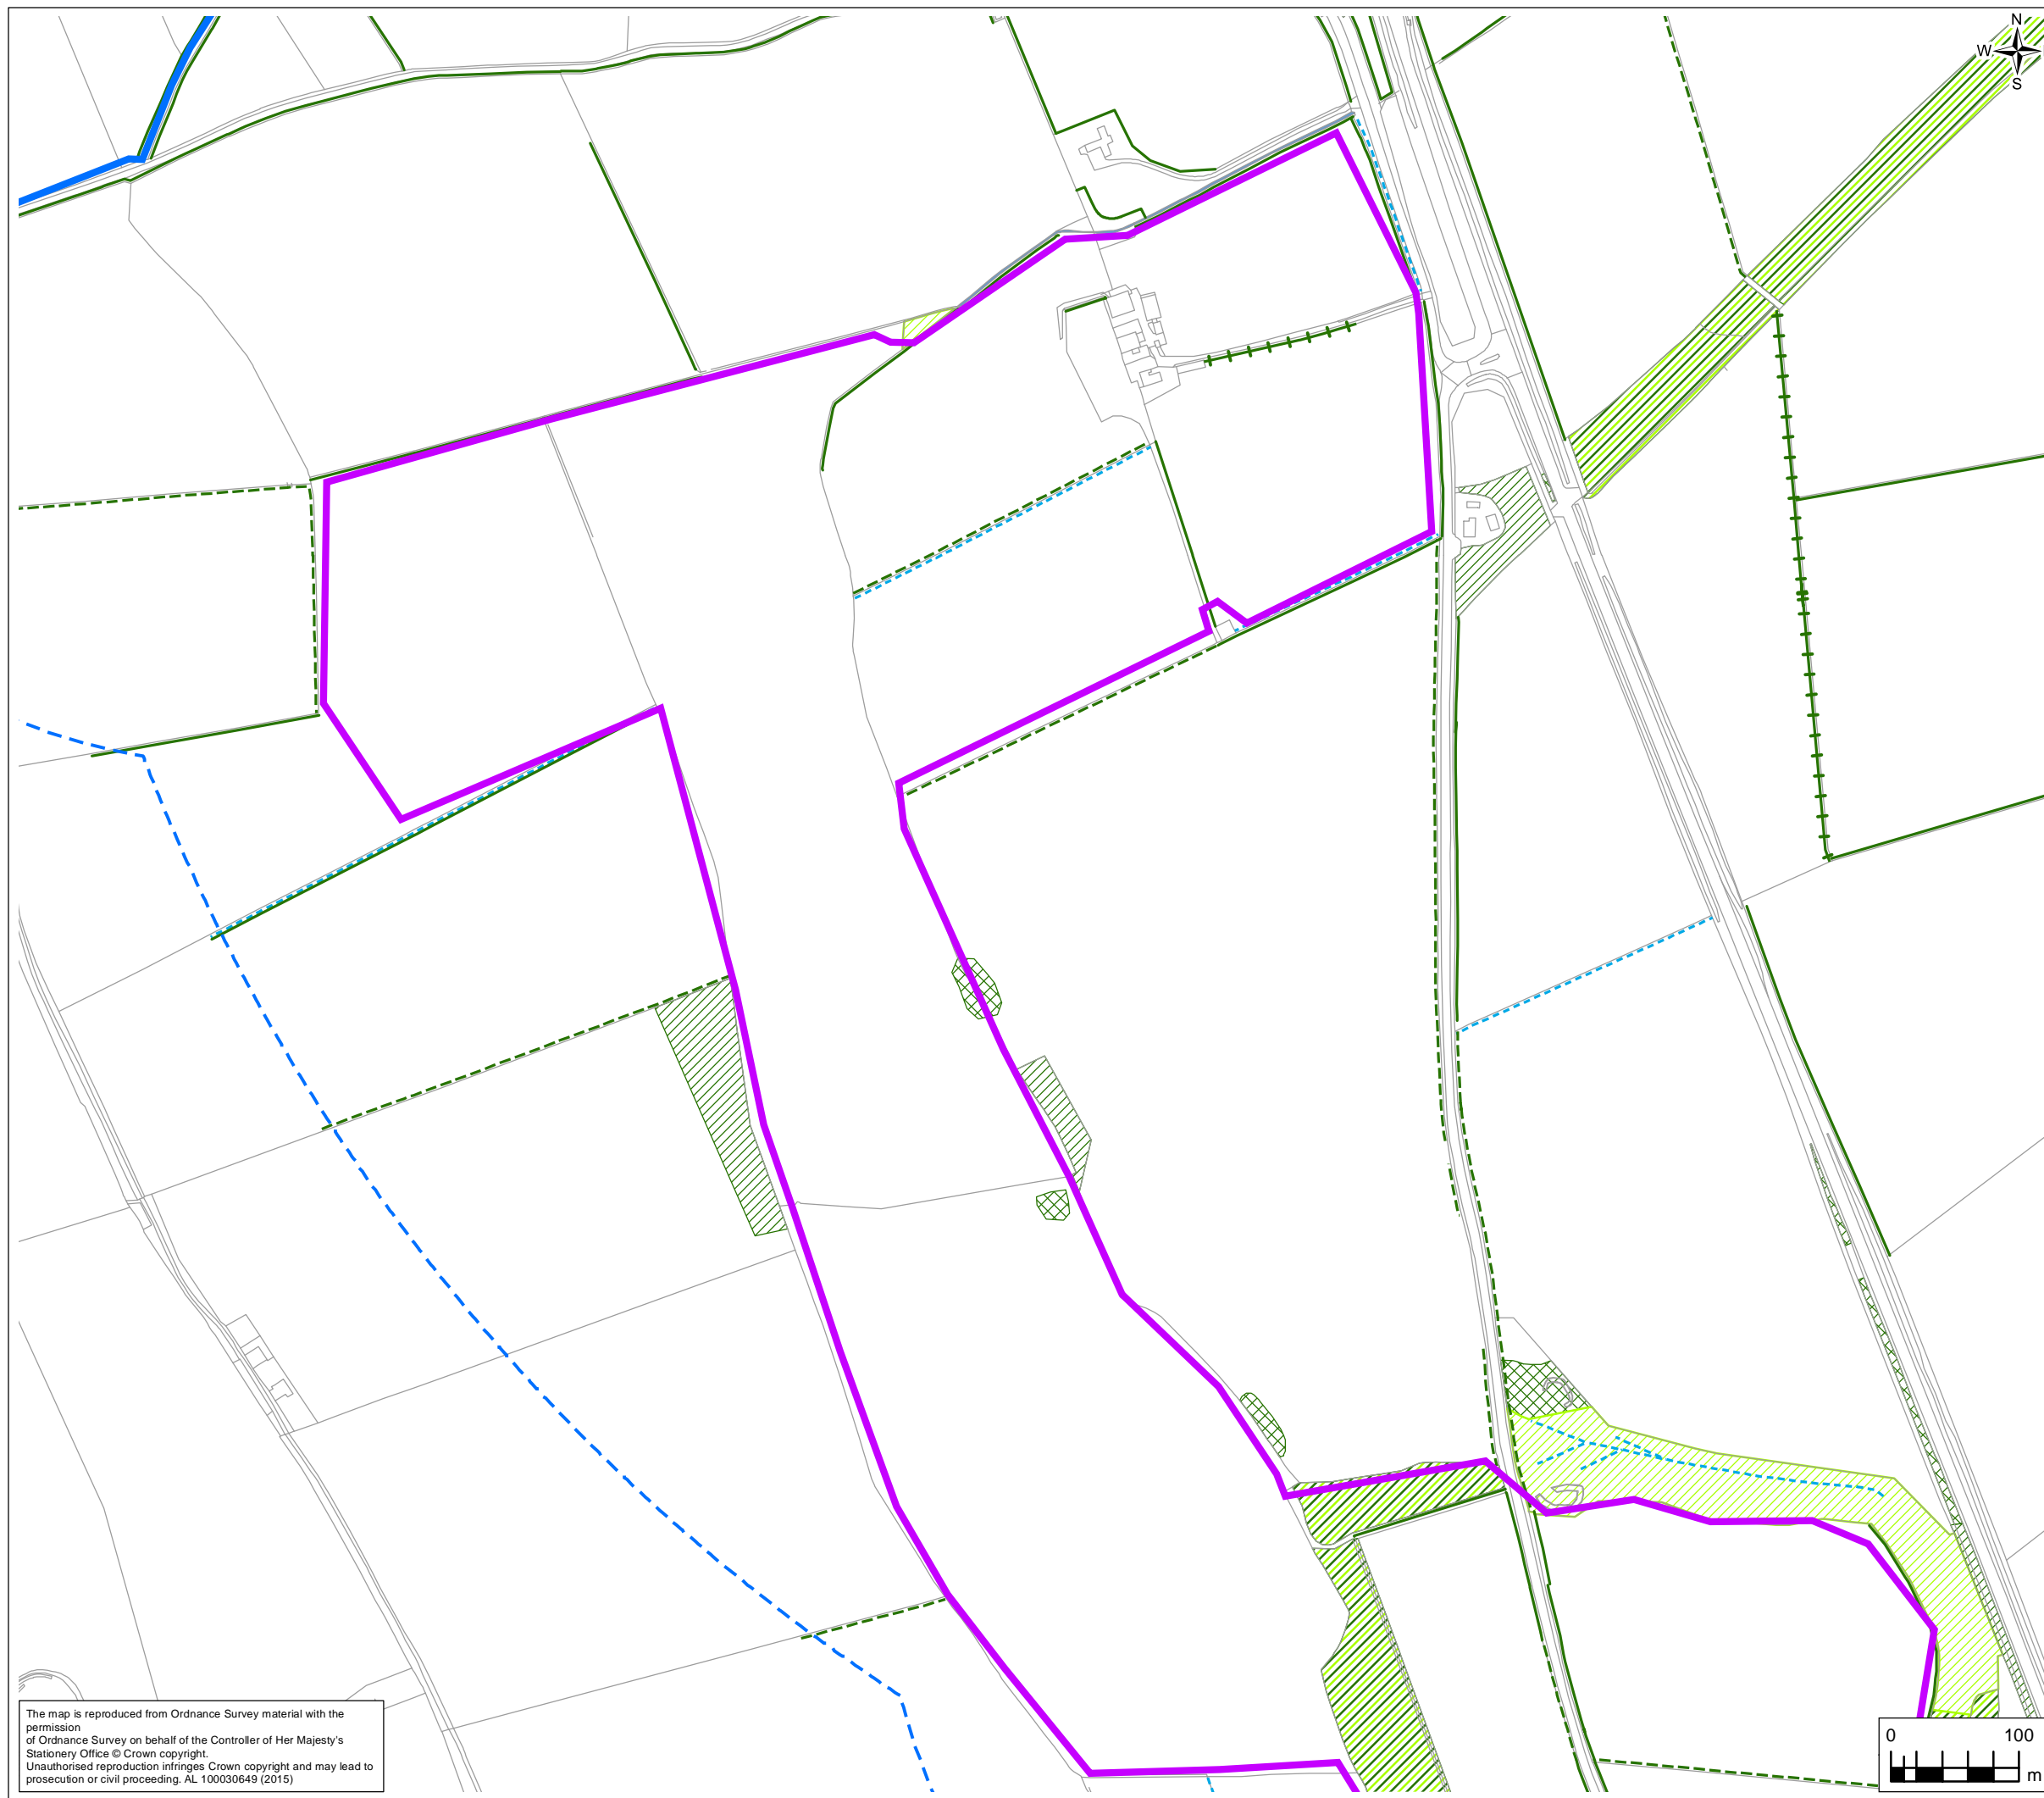 N
W
S
The map is reproduced from Ordnance Survey material with the
permission
of Ordnance Survey on behalf of the Controller of Her Majesty's
Stationery Office © Crown copyright.
Unauthorised reproduction infringes Crown copyright and may lead to
prosecution or civil proceeding. AL 100030649 (2015)
0 100
m